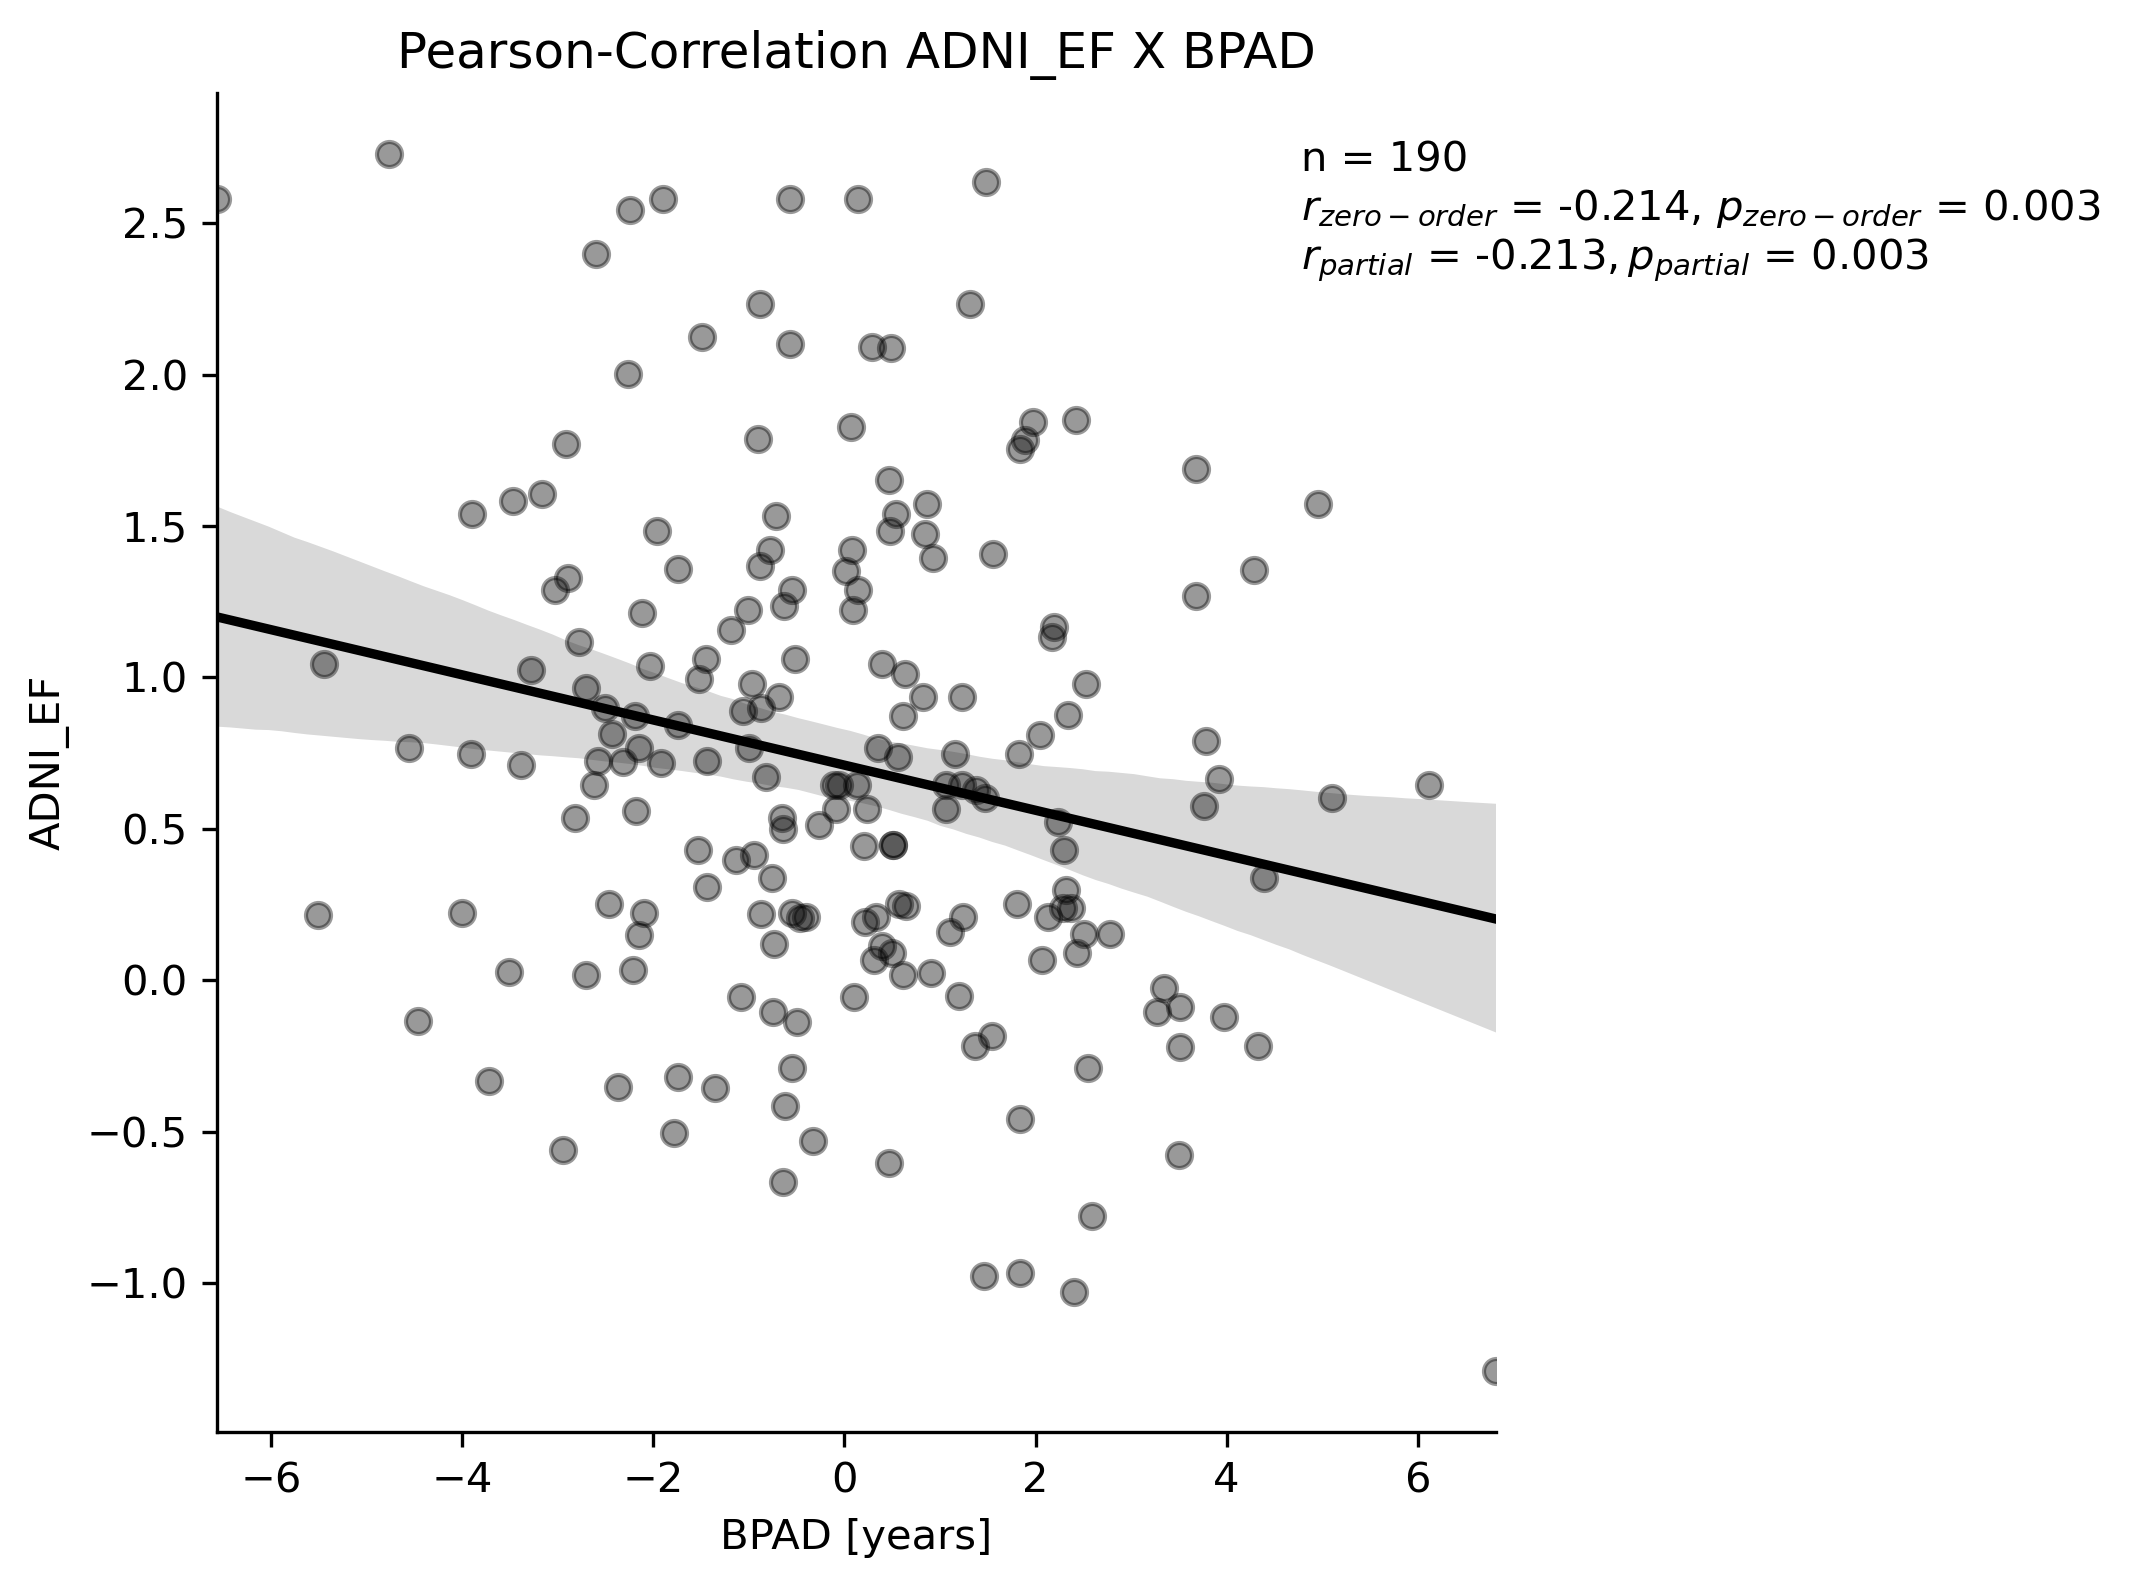 Pearson-Correlation ADNI_EF X BPAD
n = 190
r_zero−order = -0.214, p_zero−order = 0.003
r_partial = -0.213, p_partial = 0.003
2.5
2.0
1.5
1.0
0.5
0.0
−0.5
−1.0
ADNI_EF
−6 −4 −2 0 2 4 6
BPAD [years]